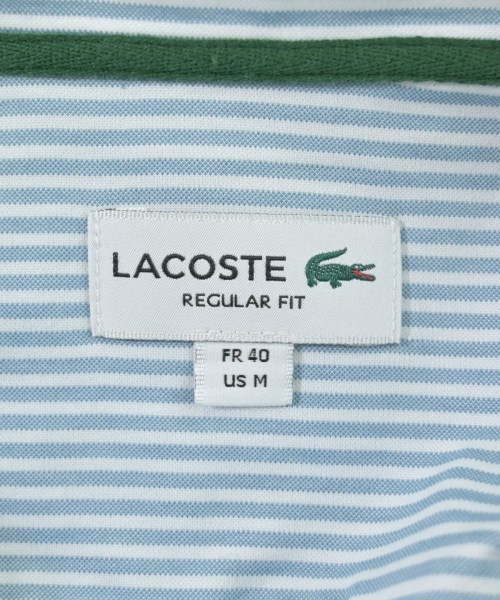 LACOSTE
REGULAR FIT
FR 40
US M